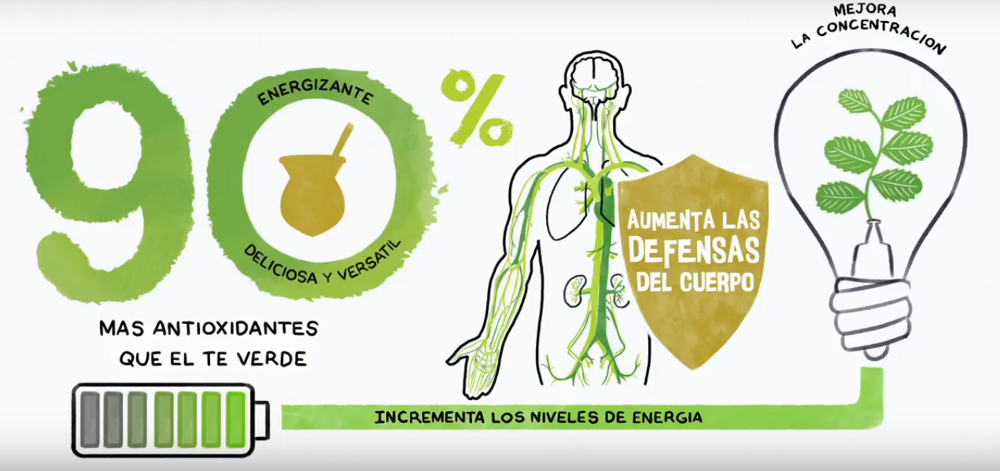 90%
ENERGIZANTE
DELICIOSA Y VERSATIL
MAS ANTIOXIDANTES
QUE EL TE VERDE
AUMENTA LAS
DEFENSAS
DEL CUERPO
MEJORA
LA CONCENTRACION
INCREMENTA LOS NIVELES DE ENERGIA